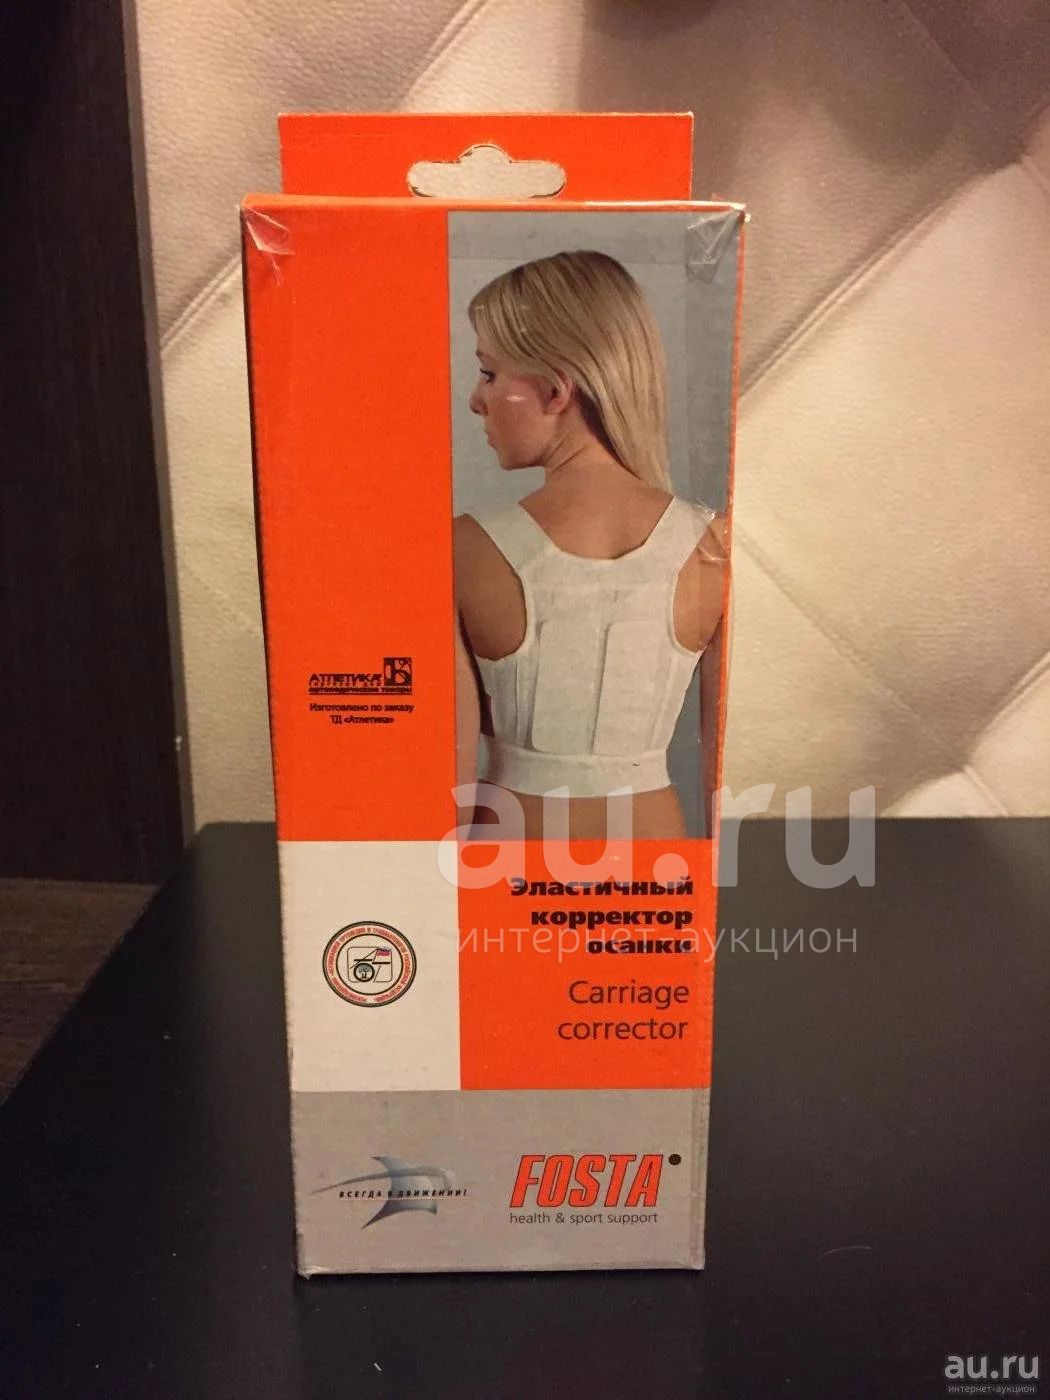 АТЛЕТИКА
ортопедические товары
Изготовлено по заказу
ТД «Атлетика»
au.ru
Эластичный
корректор
осанки
интернет-аукцион
Carriage
corrector
ВСЕГДА В ДВИЖЕНИИ!
FOSTA
health & sport support
au.ru
интернет-аукцион